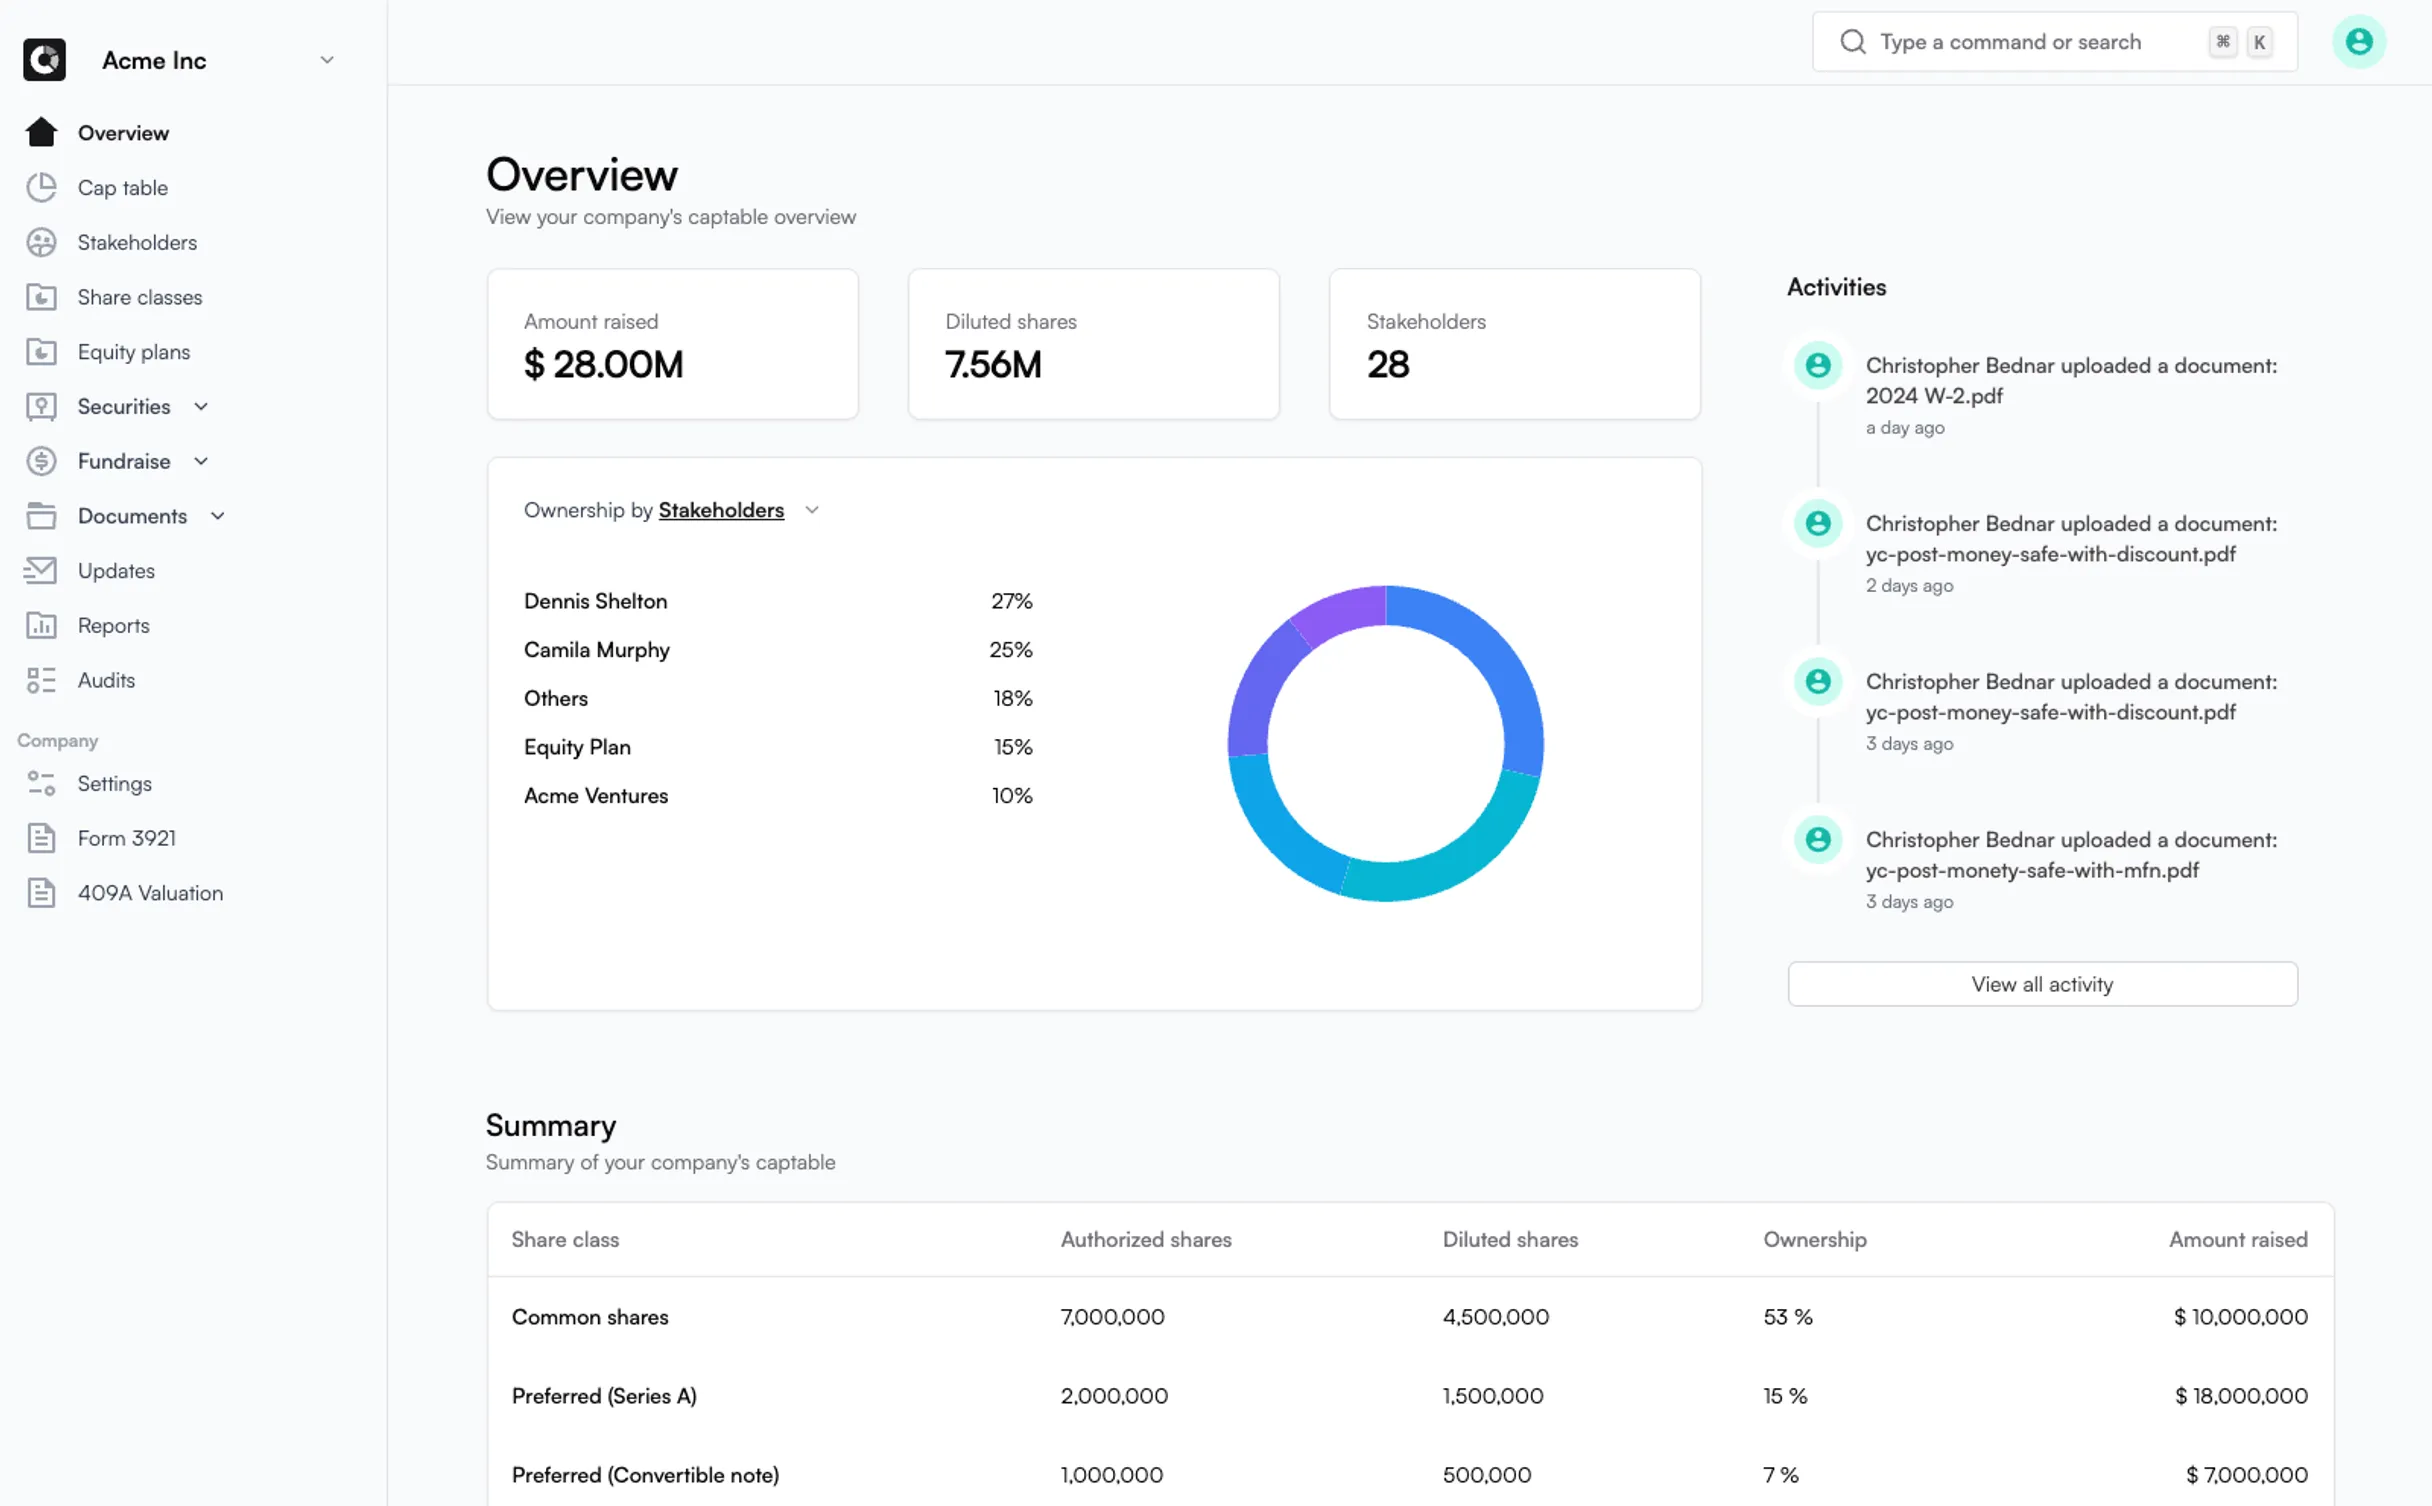 Acme Inc
Type a command or search
⌘ K
Overview
Cap table
Stakeholders
Share classes
Equity plans
Securities
Fundraise
Documents
Updates
Reports
Audits
Company
Settings
Form 3921
409A Valuation
Overview
View your company's captable overview
Amount raised
$ 28.00M
Diluted shares
7.56M
Stakeholders
28
Ownership by Stakeholders
Dennis Shelton 27%
Camila Murphy 25%
Others 18%
Equity Plan 15%
Acme Ventures 10%
Activities
Christopher Bednar uploaded a document:
2024 W-2.pdf
a day ago
Christopher Bednar uploaded a document:
yc-post-money-safe-with-discount.pdf
2 days ago
Christopher Bednar uploaded a document:
yc-post-money-safe-with-discount.pdf
3 days ago
Christopher Bednar uploaded a document:
yc-post-monety-safe-with-mfn.pdf
3 days ago
View all activity
Summary
Summary of your company's captable
Share class Authorized shares Diluted shares Ownership Amount raised
Common shares 7,000,000 4,500,000 53 % $ 10,000,000
Preferred (Series A) 2,000,000 1,500,000 15 % $ 18,000,000
Preferred (Convertible note) 1,000,000 500,000 7 % $ 7,000,000